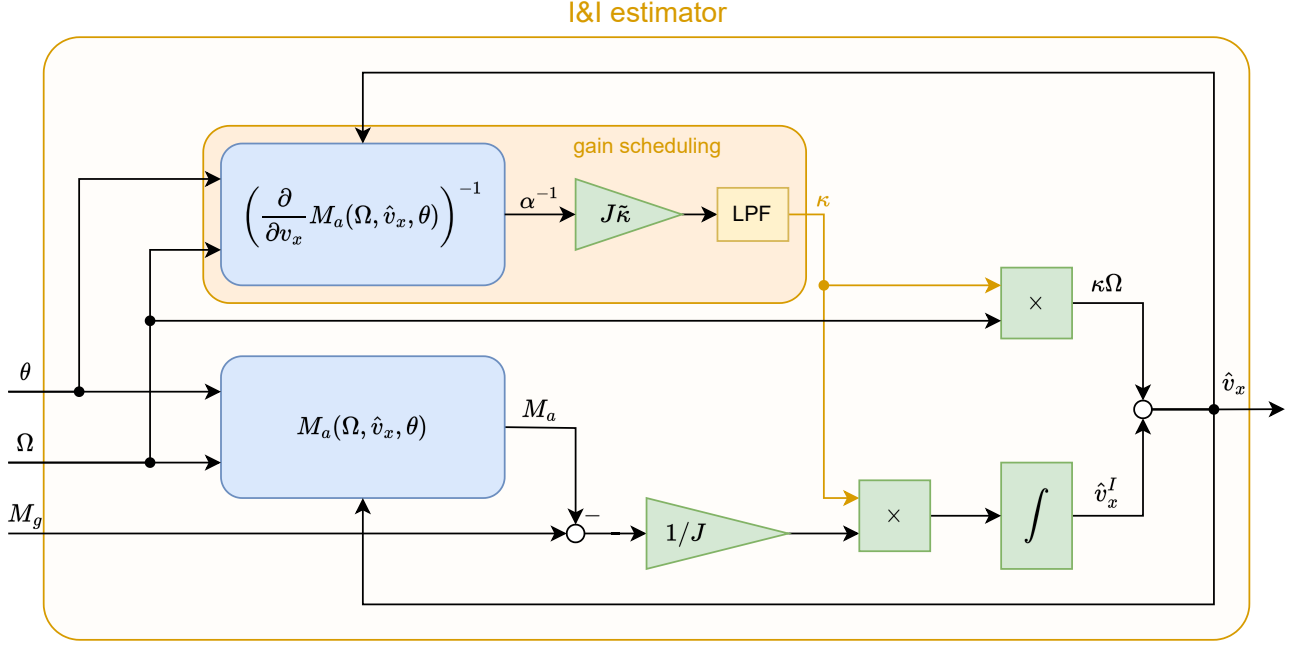 I&I estimator
gain scheduling
(∂/∂v_x M_a(Ω, v̂_x, θ))^{-1}
α^{-1}
Jκ̃
LPF
κ
×
κΩ
θ
v̂_x
M_a
M_a(Ω, v̂_x, θ)
Ω
M_g
−
1/J
×
∫
v̂_x^I